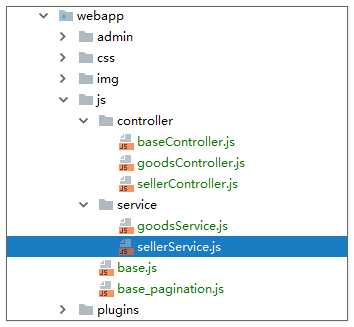 webapp
admin
css
img
js
controller
baseController.js
goodsController.js
sellerController.js
service
goodsService.js
sellerService.js
base.js
base_pagination.js
plugins